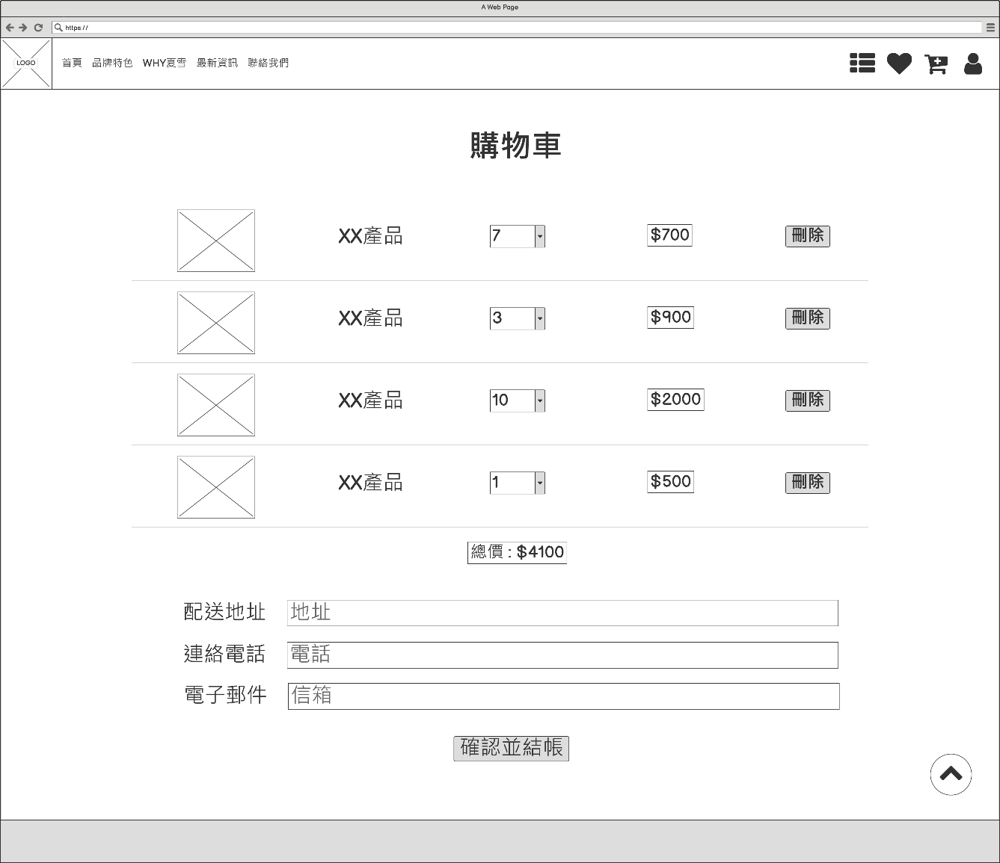 A Web Page
https://
LOGO
首頁 品牌特色 WHY夏雪 最新資訊 聯絡我們
購物車
XX產品 7 $700 刪除
XX產品 3 $900 刪除
XX產品 10 $2000 刪除
XX產品 1 $500 刪除
總價 : $4100
配送地址 地址
連絡電話 電話
電子郵件 信箱
確認並結帳